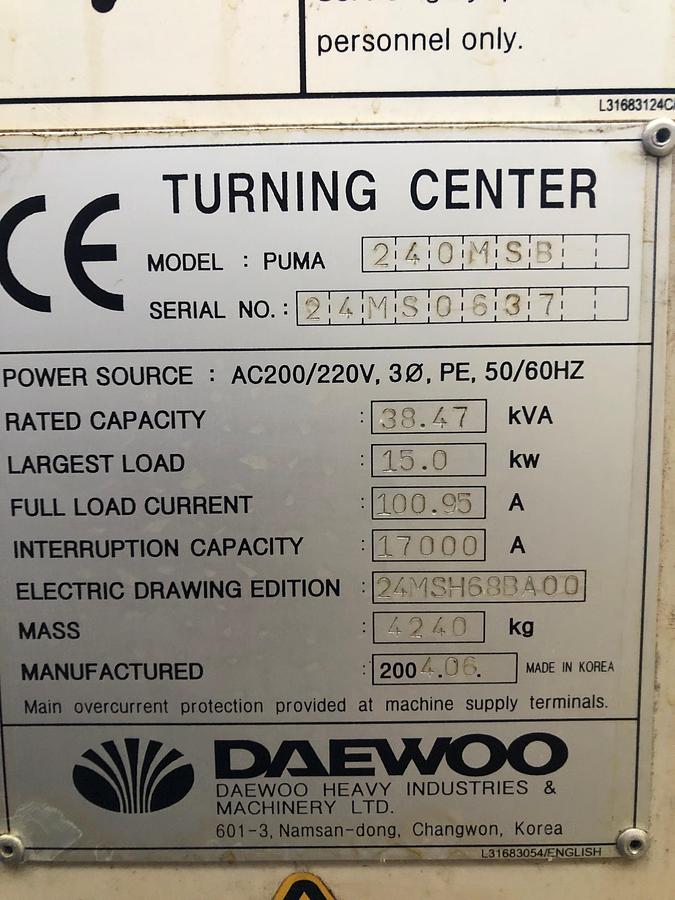 personnel only.
L31683124C
CE
TURNING CENTER
MODEL : PUMA 240MSB
SERIAL NO. : 24MS0637
POWER SOURCE : AC200/220V, 3Ø, PE, 50/60HZ
RATED CAPACITY : 38.47 kVA
LARGEST LOAD : 15.0 kw
FULL LOAD CURRENT : 100.95 A
INTERRUPTION CAPACITY : 17000 A
ELECTRIC DRAWING EDITION : 24MSH68BA00
MASS : 4240 kg
MANUFACTURED : 2004.06. MADE IN KOREA
Main overcurrent protection provided at machine supply terminals.
DAEWOO
DAEWOO HEAVY INDUSTRIES &
MACHINERY LTD.
601-3, Namsan-dong, Changwon, Korea
L31683054/ENGLISH